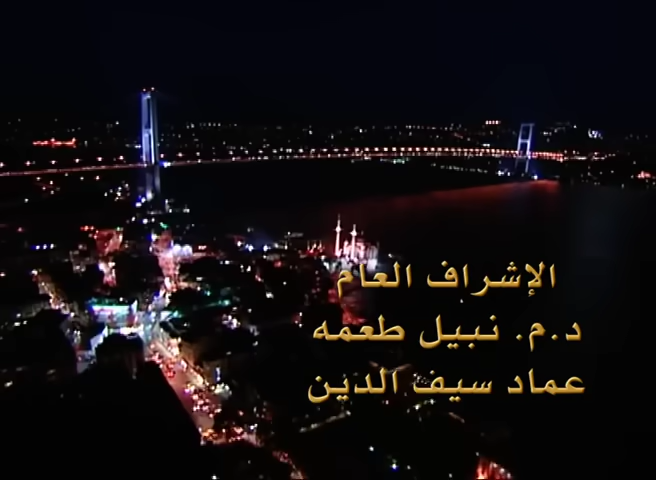 الإشراف العام
د.م. نبيل طعمه
عماد سيف الدين